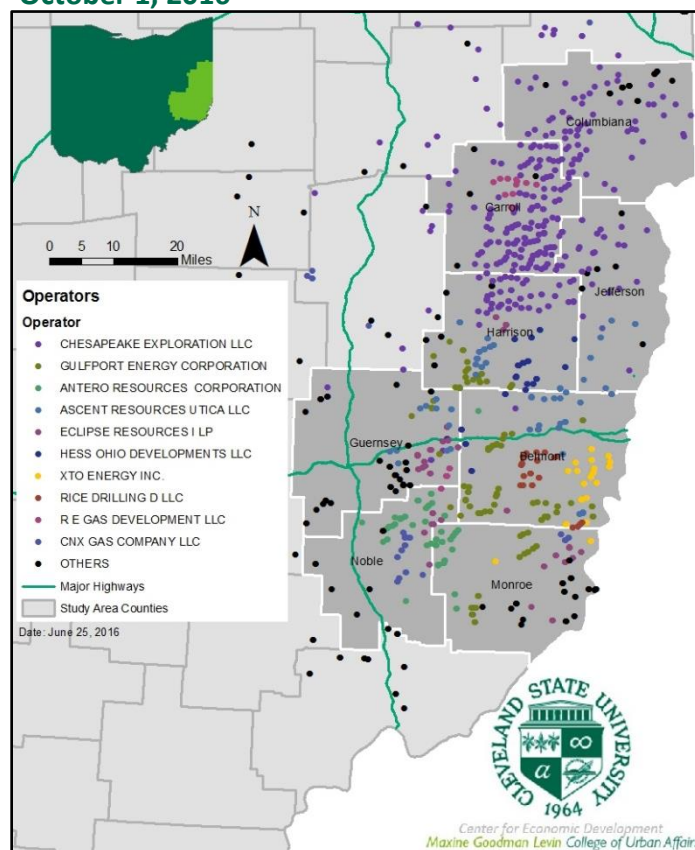 October 1, 2016
Columbiana
Carroll
N
0 5 10 20
Miles
Jefferson
Harrison
Operators
Operator
CHESAPEAKE EXPLORATION LLC
GULFPORT ENERGY CORPORATION
ANTERO RESOURCES CORPORATION
ASCENT RESOURCES UTICA LLC
ECLIPSE RESOURCES I LP
HESS OHIO DEVELOPMENTS LLC
XTO ENERGY INC.
RICE DRILLING D LLC
R E GAS DEVELOPMENT LLC
CNX GAS COMPANY LLC
OTHERS
Major Highways
Study Area Counties
Guernsey
Belmont
Noble
Monroe
Date: June 25, 2016
CLEVELAND STATE UNIVERSITY
1964
Center for Economic Development
Maxine Goodman Levin College of Urban Affairs